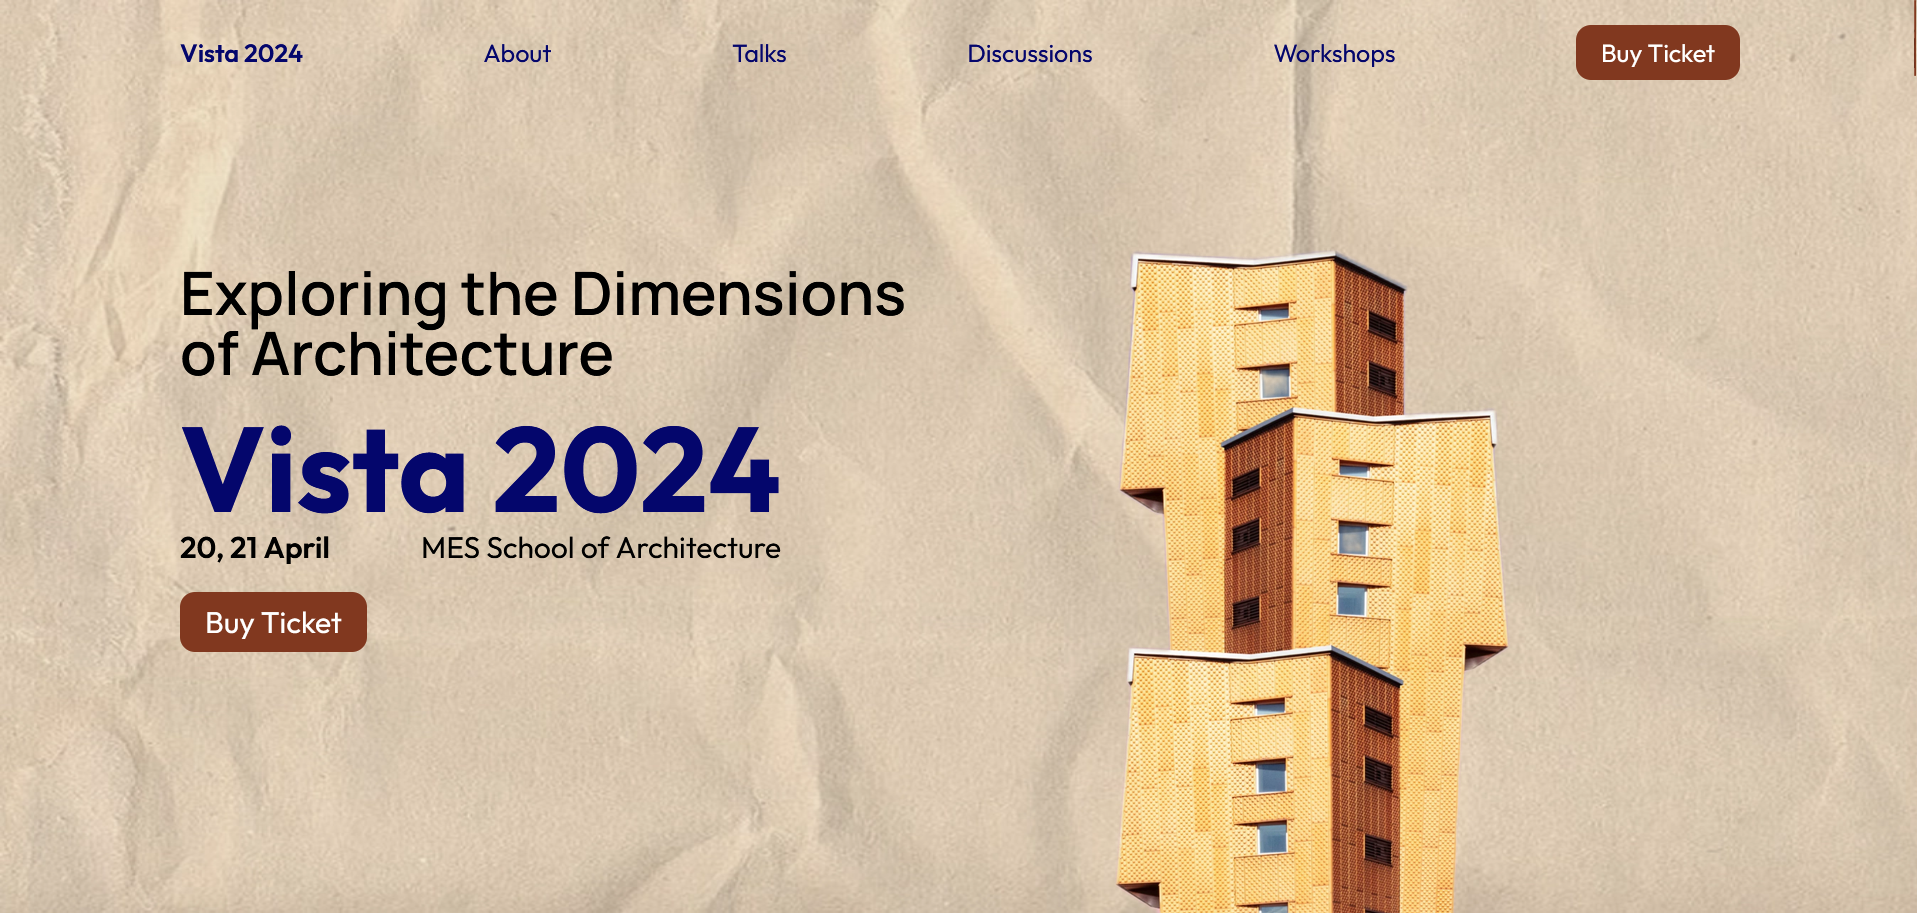 Vista 2024
About
Talks
Discussions
Workshops
Buy Ticket
Exploring the Dimensions
of Architecture
Vista 2024
20, 21 April
MES School of Architecture
Buy Ticket